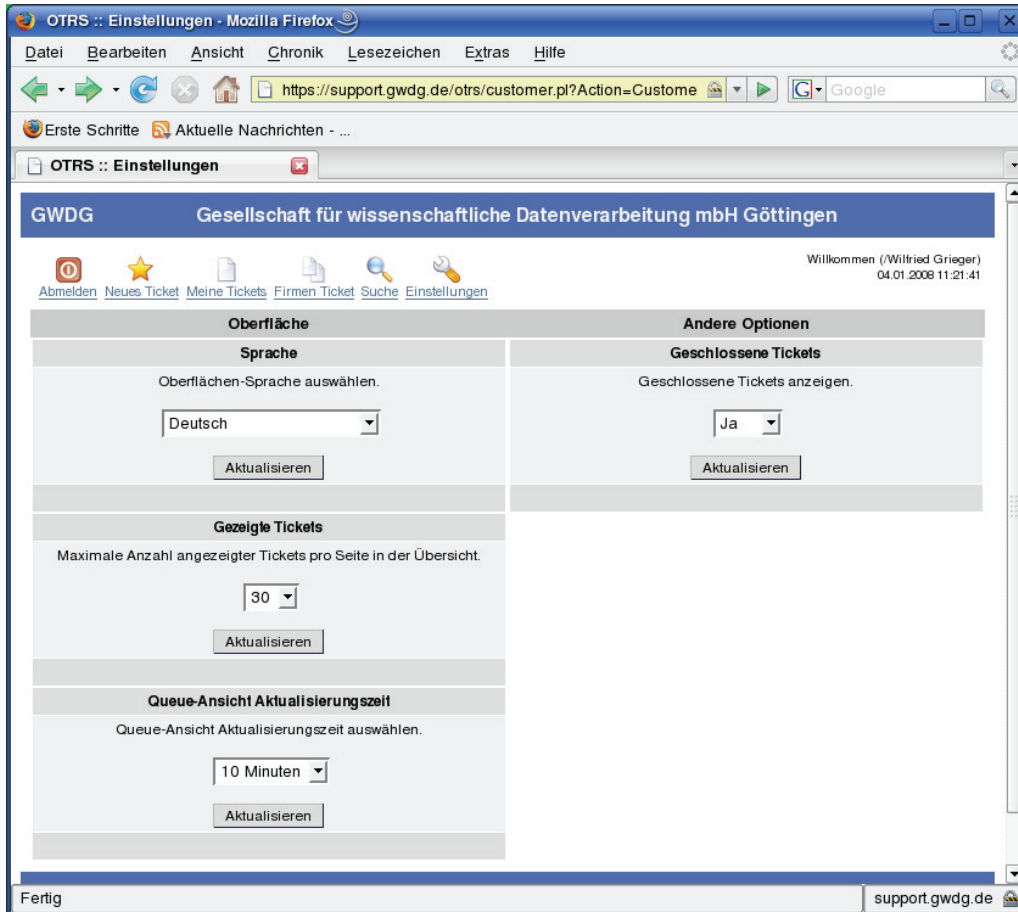 OTRS :: Einstellungen - Mozilla Firefox
Datei Bearbeiten Ansicht Chronik Lesezeichen Extras Hilfe
https://support.gwdg.de/otrs/customer.pl?Action=Custome
G Google
Erste Schritte Aktuelle Nachrichten - ...
OTRS :: Einstellungen
GWDG Gesellschaft für wissenschaftliche Datenverarbeitung mbH Göttingen
Willkommen (/Wilfried Grieger)
04.01.2008 11:21:41
Abmelden Neues Ticket Meine Tickets Firmen Ticket Suche Einstellungen
Oberfläche
Sprache
Oberflächen-Sprache auswählen.
Deutsch
Aktualisieren
Gezeigte Tickets
Maximale Anzahl angezeigter Tickets pro Seite in der Übersicht.
30
Aktualisieren
Queue-Ansicht Aktualisierungszeit
Queue-Ansicht Aktualisierungszeit auswählen.
10 Minuten
Aktualisieren
Andere Optionen
Geschlossene Tickets
Geschlossene Tickets anzeigen.
Ja
Aktualisieren
Fertig
support.gwdg.de